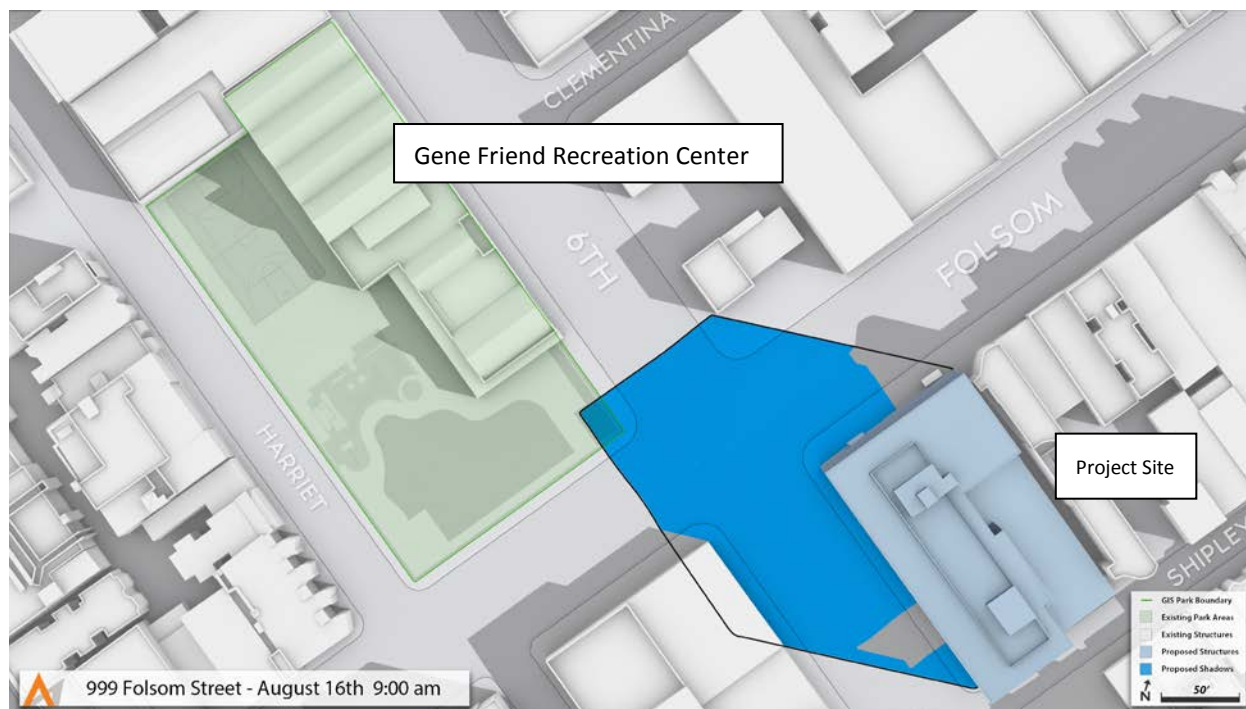 CLEMENTINA
Gene Friend Recreation Center
6TH
FOLSOM
HARRIET
Project Site
SHIPLEY
GIS Park Boundary
Existing Park Areas
Existing Structures
Proposed Structures
Proposed Shadows
N 50'
999 Folsom Street - August 16th 9:00 am